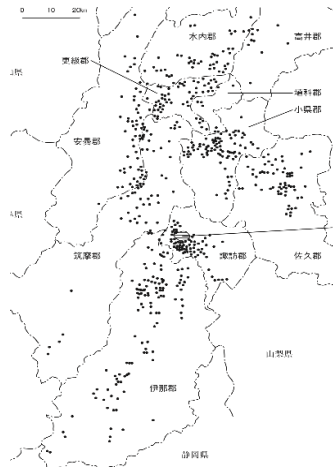 0 10 20km
水内郡
高井郡
更級郡
埴科郡
小県郡
安曇郡
筑摩郡
諏訪郡
佐久郡
山梨県
伊那郡
静岡県